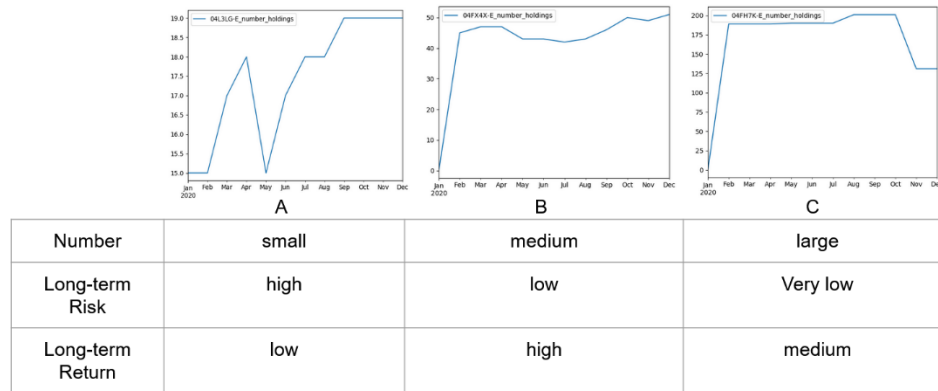 04L3LG-E_number_holdings
19.0
18.5
18.0
17.5
17.0
16.5
16.0
15.5
15.0
Jan Feb Mar Apr May Jun Jul Aug Sep Oct Nov Dec
2020
A
04FX4X-E_number_holdings
50
40
30
20
10
0
Jan Feb Mar Apr May Jun Jul Aug Sep Oct Nov Dec
2020
B
04FH7K-E_number_holdings
200
175
150
125
100
75
50
25
0
Jan Feb Mar Apr May Jun Jul Aug Sep Oct Nov Dec
2020
C
Number small medium large
Long-term
Risk
high low Very low
Long-term
Return
low high medium